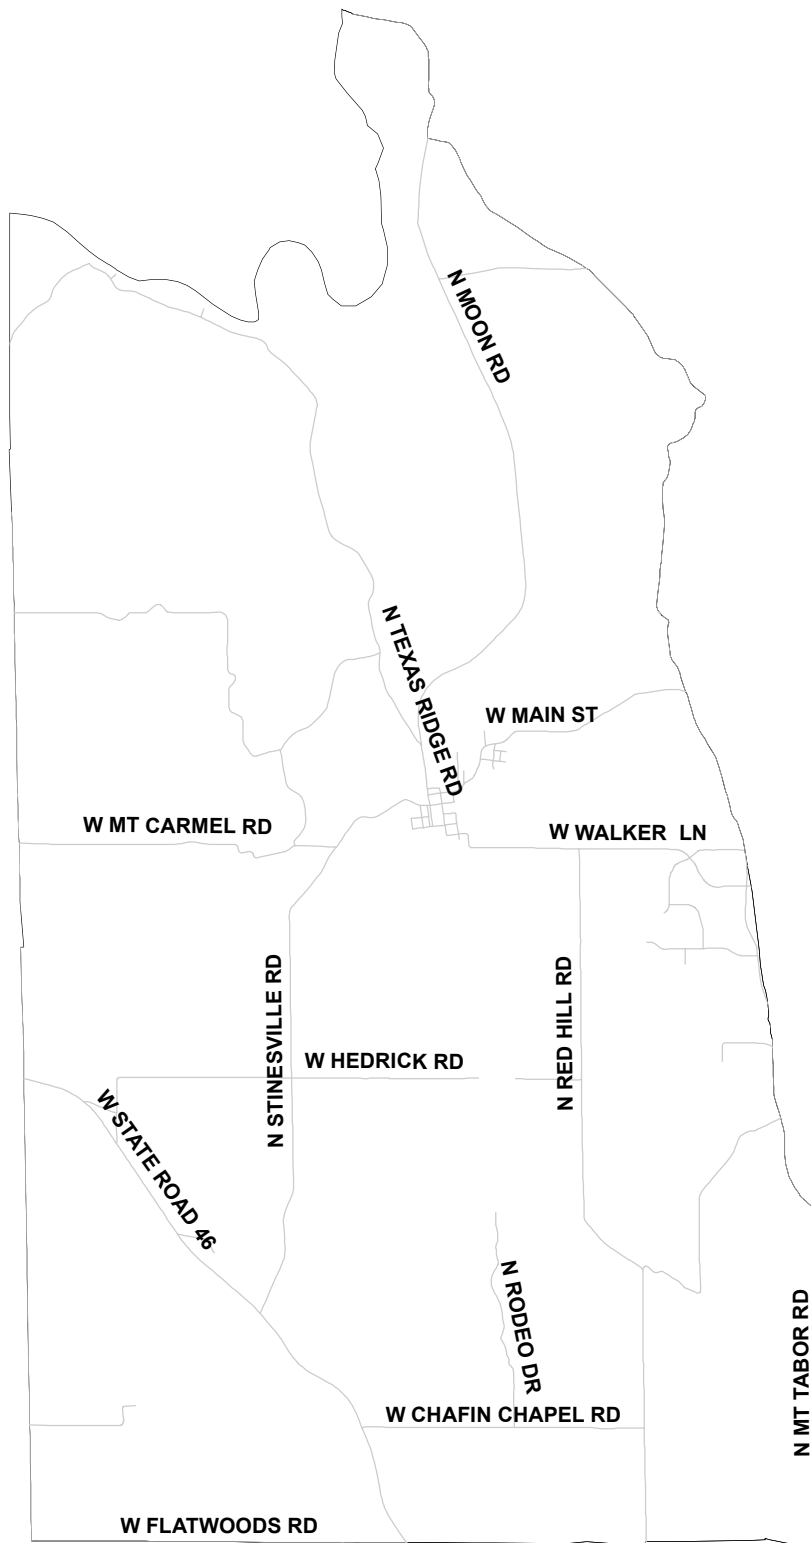 N MOON RD
N TEXAS RIDGE RD
W MAIN ST
W MT CARMEL RD
W WALKER LN
N STINESVILLE RD
N RED HILL RD
W HEDRICK RD
W STATE ROAD 46
N RODEO DR
N MT TABOR RD
W CHAFIN CHAPEL RD
W FLATWOODS RD